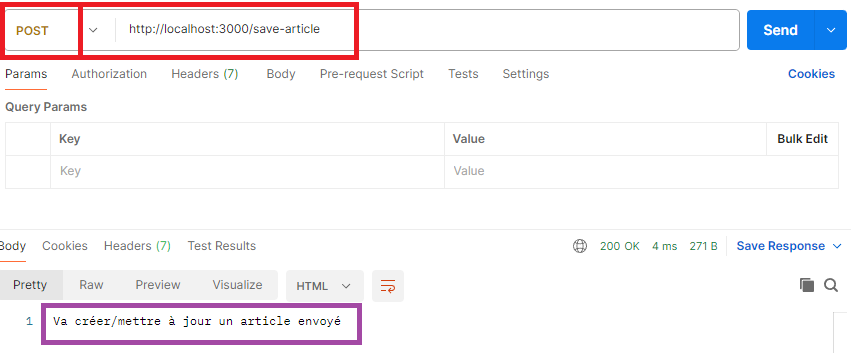 POST http://localhost:3000/save-article Send
Params Authorization Headers (7) Body Pre-request Script Tests Settings Cookies
Query Params
Key Value Bulk Edit
Key Value
Body Cookies Headers (7) Test Results 200 OK 4 ms 271 B Save Response
Pretty Raw Preview Visualize HTML
1 Va créer/mettre à jour un article envoyé